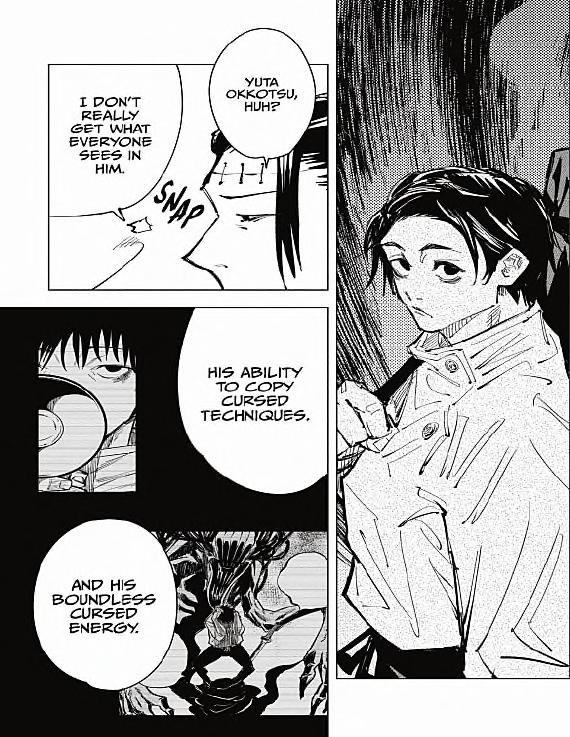 YUTA
OKKOTSU,
HUH?
I DON'T
REALLY
GET WHAT
EVERYONE
SEES IN
HIM.
SNAP
HIS ABILITY
TO COPY
CURSED
TECHNIQUES.
AND HIS
BOUNDLESS
CURSED
ENERGY.